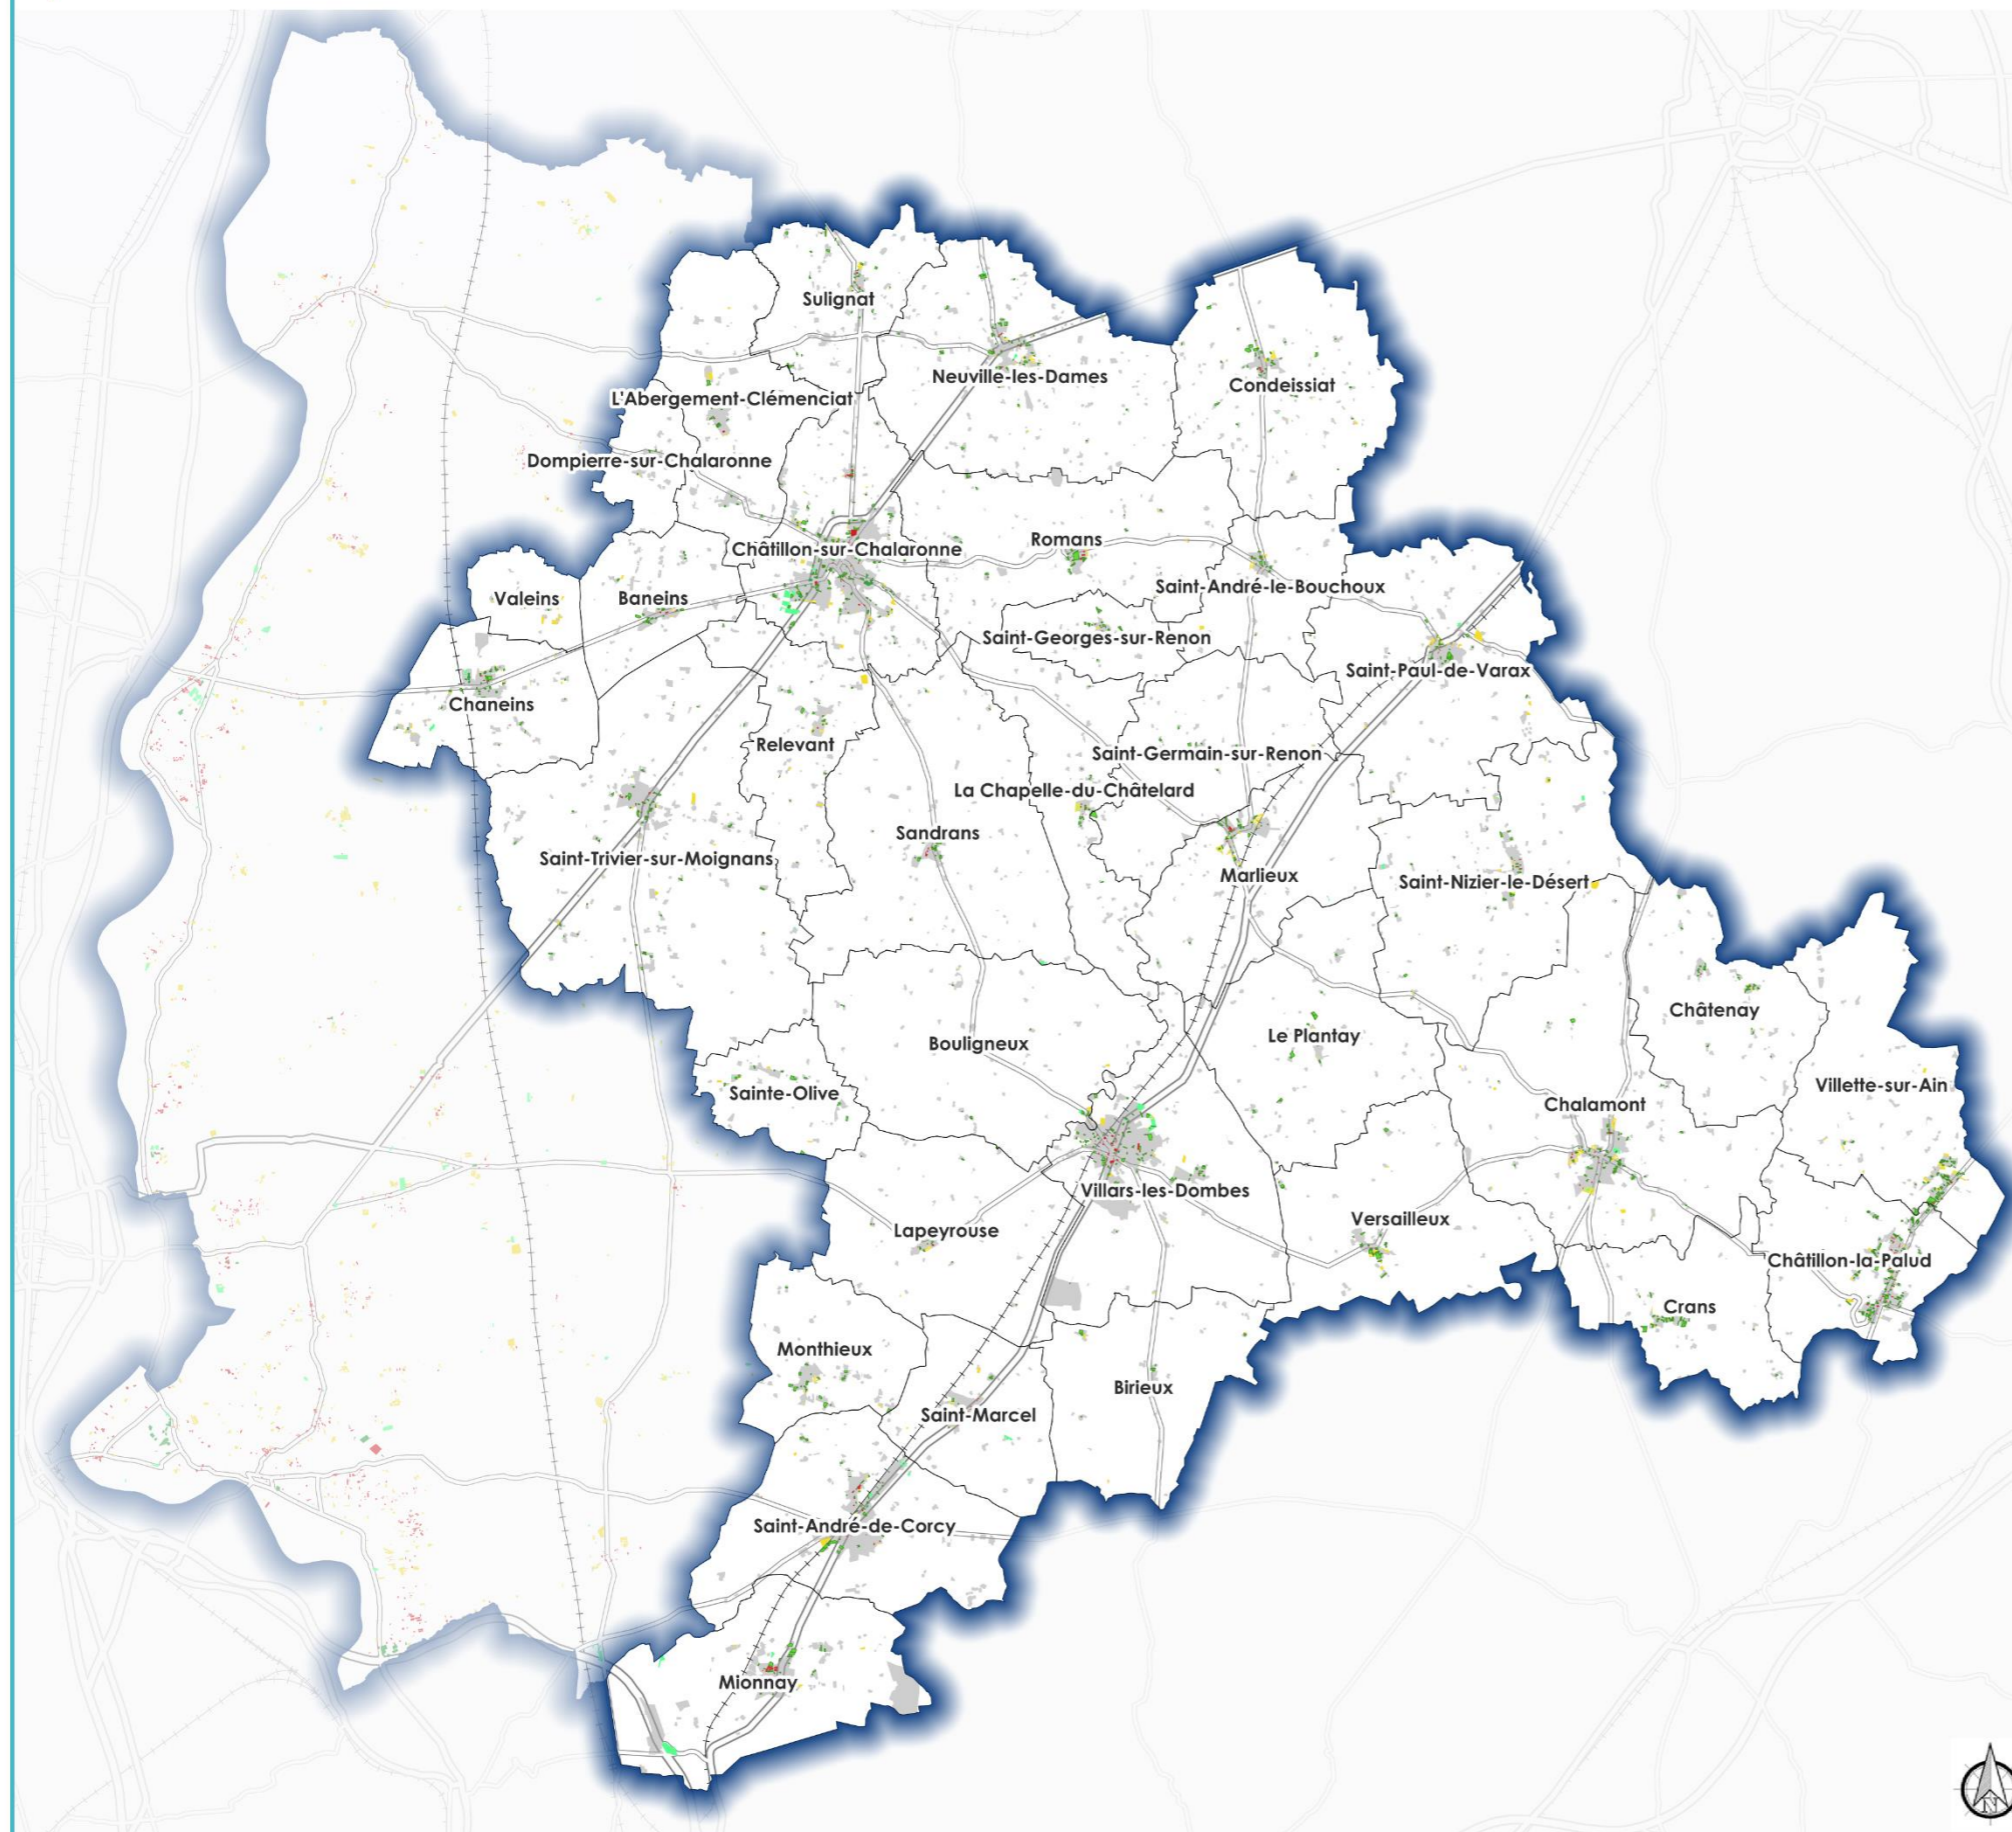 Sulignat
Neuville-les-Dames
Condeissiat
L'Abergement-Clémenciat
Dompierre-sur-Chalaronne
Romans
Châtillon-sur-Chalaronne
Saint-André-le-Bouchoux
Valeins
Baneins
Saint-Georges-sur-Renon
Saint-Paul-de-Varax
Chaneins
Relevant
Saint-Germain-sur-Renon
La Chapelle-du-Châtelard
Sandrans
Saint-Trivier-sur-Moignans
Marlieux
Saint-Nizier-le-Désert
Châtenay
Le Plantay
Bouligneux
Villette-sur-Ain
Sainte-Olive
Chalamont
Villars-les-Dombes
Versailleux
Lapeyrouse
Châtillon-la-Palud
Crans
Monthieux
Birieux
Saint-Marcel
Saint-André-de-Corcy
Mionnay
N